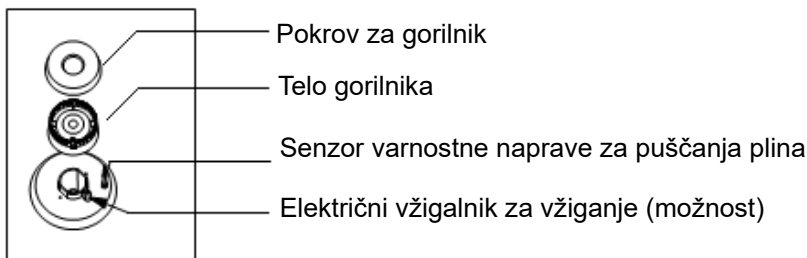 Pokrov za gorilnik
Telo gorilnika
Senzor varnostne naprave za puščanja plina
Električni vžigalnik za vžiganje (možnost)